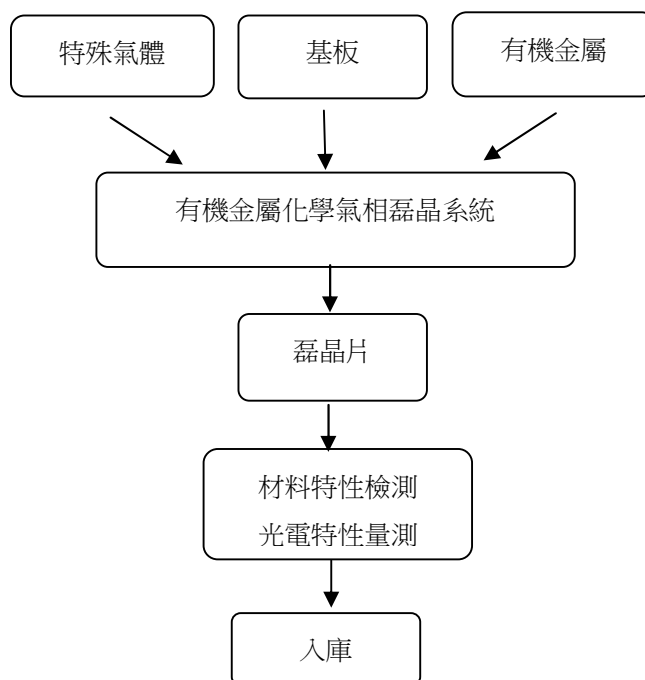 特殊氣體
基板
有機金屬
有機金屬化學氣相磊晶系統
磊晶片
材料特性檢測
光電特性量測
入庫